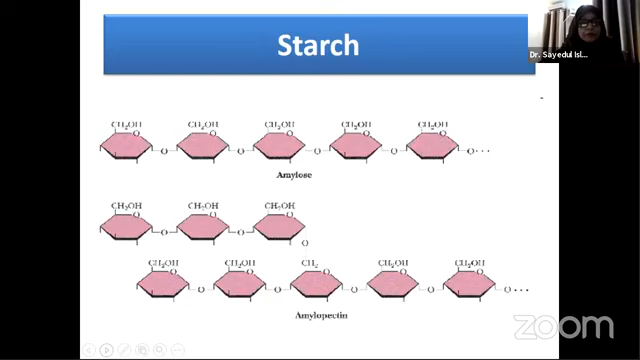 Starch
Dr. Sayedul Isl...
CH₂OH CH₂OH CH₂OH CH₂OH CH₂OH
O O O O O
O O O O O ...
Amylose
CH₂OH CH₂OH CH₂OH
O O O
O O O
CH₂OH CH₂OH CH₂ CH₂OH CH₂OH
O O O O O
O O O O O ...
Amylopectin
zoom